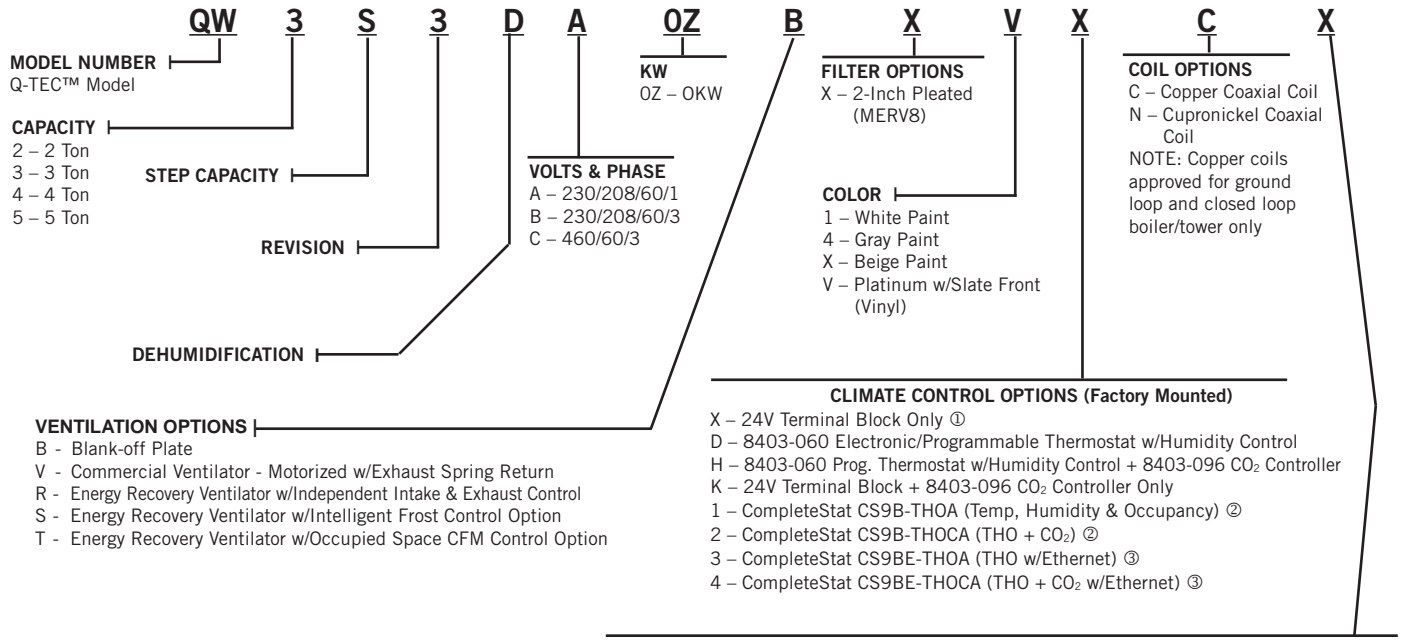 QW 3 S 3 D A 0Z B X V X C X
MODEL NUMBER
Q-TEC™ Model
CAPACITY
2 – 2 Ton
3 – 3 Ton
4 – 4 Ton
5 – 5 Ton
STEP CAPACITY
REVISION
DEHUMIDIFICATION
VOLTS & PHASE
A – 230/208/60/1
B – 230/208/60/3
C – 460/60/3
KW
0Z – OKW
VENTILATION OPTIONS
B - Blank-off Plate
V - Commercial Ventilator - Motorized w/Exhaust Spring Return
R - Energy Recovery Ventilator w/Independent Intake & Exhaust Control
S - Energy Recovery Ventilator w/Intelligent Frost Control Option
T - Energy Recovery Ventilator w/Occupied Space CFM Control Option
FILTER OPTIONS
X – 2-Inch Pleated
(MERV8)
COLOR
1 – White Paint
4 – Gray Paint
X – Beige Paint
V – Platinum w/Slate Front
(Vinyl)
CLIMATE CONTROL OPTIONS (Factory Mounted)
X – 24V Terminal Block Only ①
D – 8403-060 Electronic/Programmable Thermostat w/Humidity Control
H – 8403-060 Prog. Thermostat w/Humidity Control + 8403-096 CO₂ Controller
K – 24V Terminal Block + 8403-096 CO₂ Controller Only
1 – CompleteStat CS9B-THOA (Temp, Humidity & Occupancy) ②
2 – CompleteStat CS9B-THOCA (THO + CO₂) ②
3 – CompleteStat CS9BE-THOA (THO w/Ethernet) ③
4 – CompleteStat CS9BE-THOCA (THO + CO₂ w/Ethernet) ③
COIL OPTIONS
C – Copper Coaxial Coil
N – Cupronickel Coaxial
Coil
NOTE: Copper coils
approved for ground
loop and closed loop
boiler/tower only